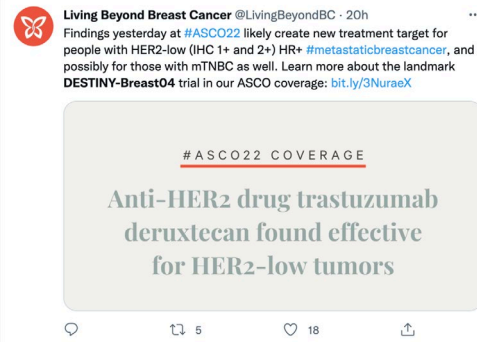 Living Beyond Breast Cancer @LivingBeyondBC · 20h
Findings yesterday at #ASCO22 likely create new treatment target for
people with HER2-low (IHC 1+ and 2+) HR+ #metastaticbreastcancer, and
possibly for those with mTNBC as well. Learn more about the landmark
DESTINY-Breast04 trial in our ASCO coverage: bit.ly/3NuraeX
#ASCO22 COVERAGE
Anti-HER2 drug trastuzumab
deruxtecan found effective
for HER2-low tumors
5 18